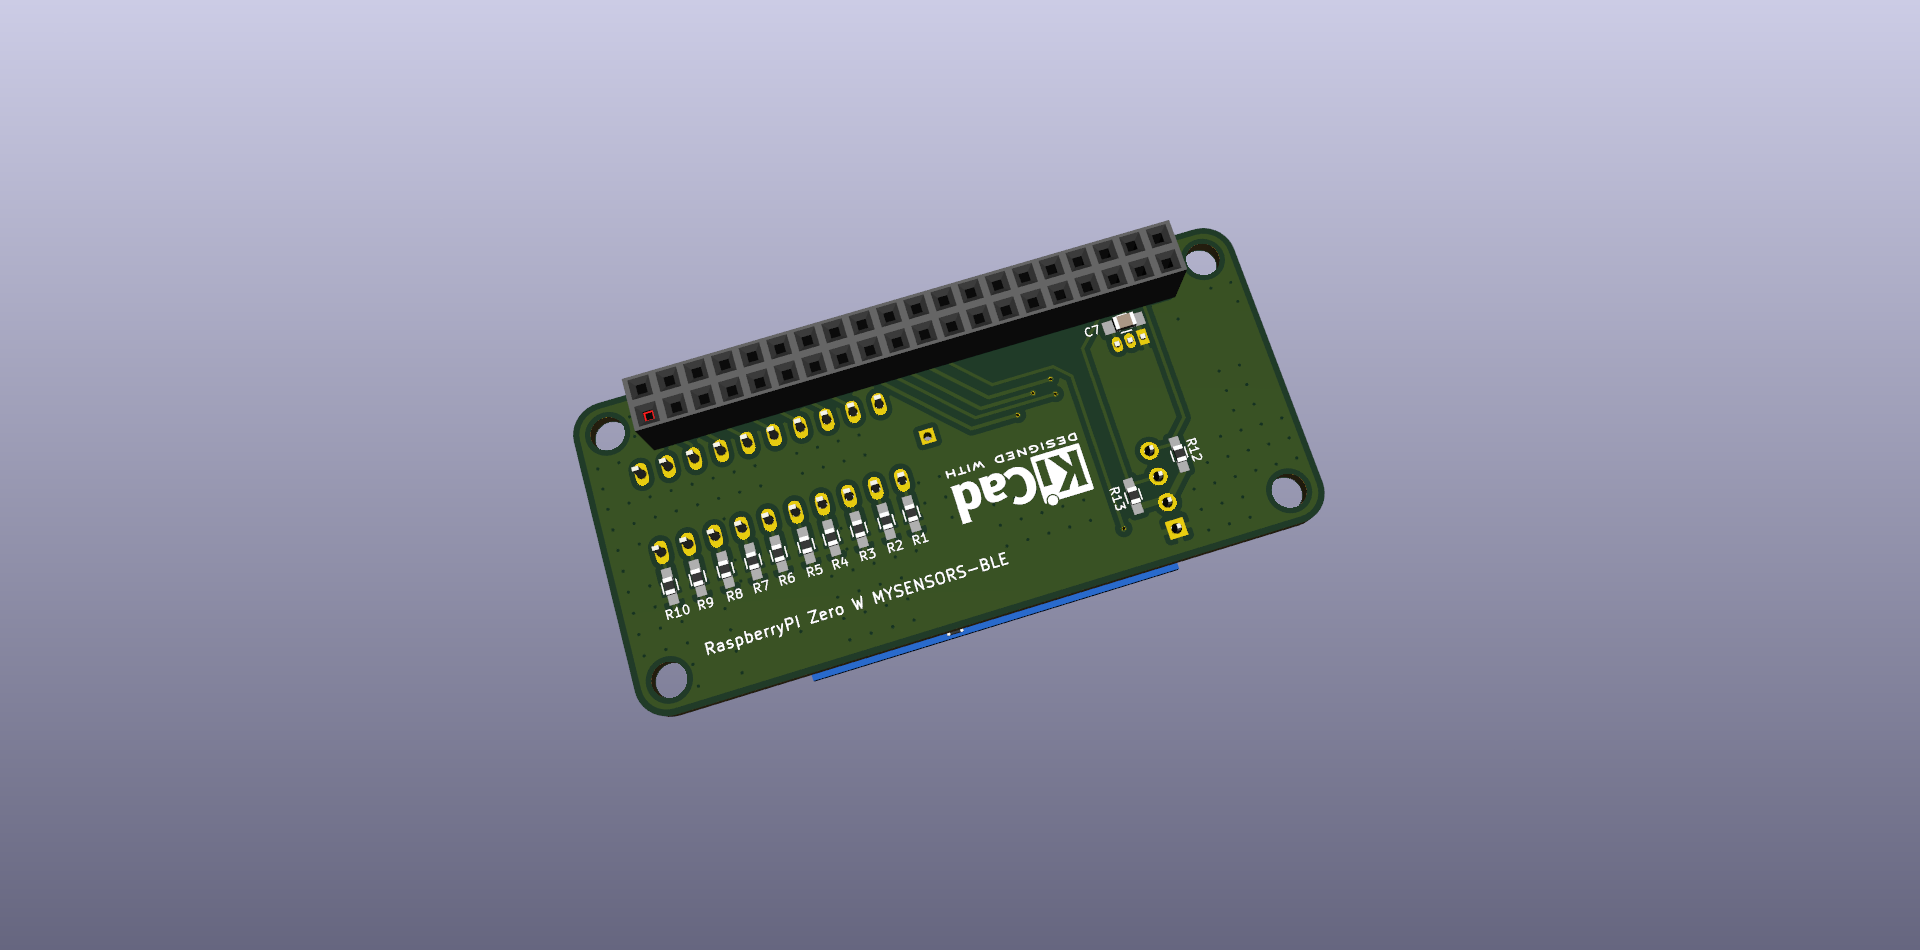 C7
DESIGNED WITH
KiCad
R12
R13
R10 R9 R8 R7 R6 R5 R4 R3 R2 R1
RaspberryPI Zero W MYSENSORS-BLE